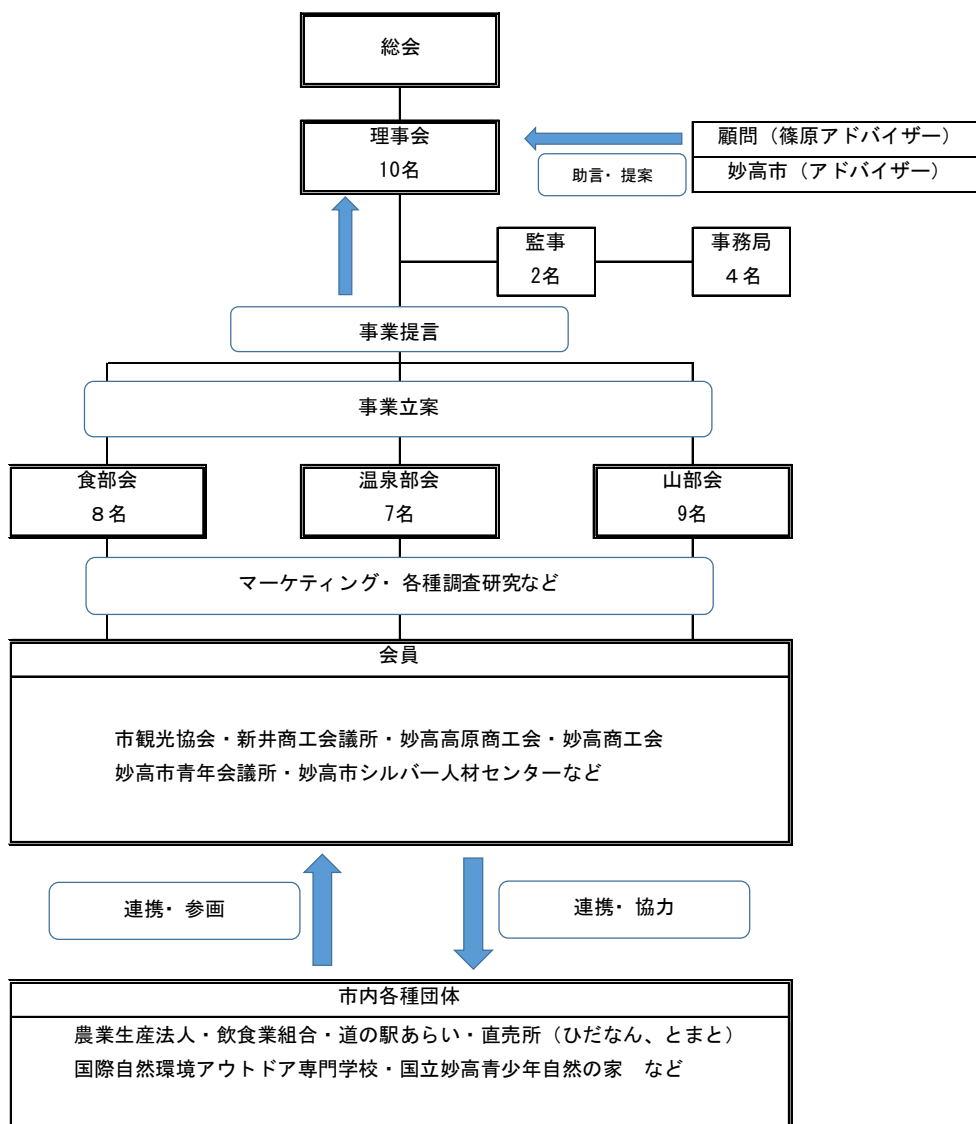 総会
理事会
10名
顧問（篠原アドバイザー）
妙高市（アドバイザー）
助言・提案
監事
2名
事務局
４名
事業提言
事業立案
食部会
８名
温泉部会
7名
山部会
9名
マーケティング・各種調査研究など
会員
市観光協会・新井商工会議所・妙高高原商工会・妙高商工会
妙高市青年会議所・妙高市シルバー人材センターなど
連携・参画
連携・協力
市内各種団体
農業生産法人・飲食業組合・道の駅あらい・直売所（ひだなん、とまと）
国際自然環境アウトドア専門学校・国立妙高青少年自然の家　など